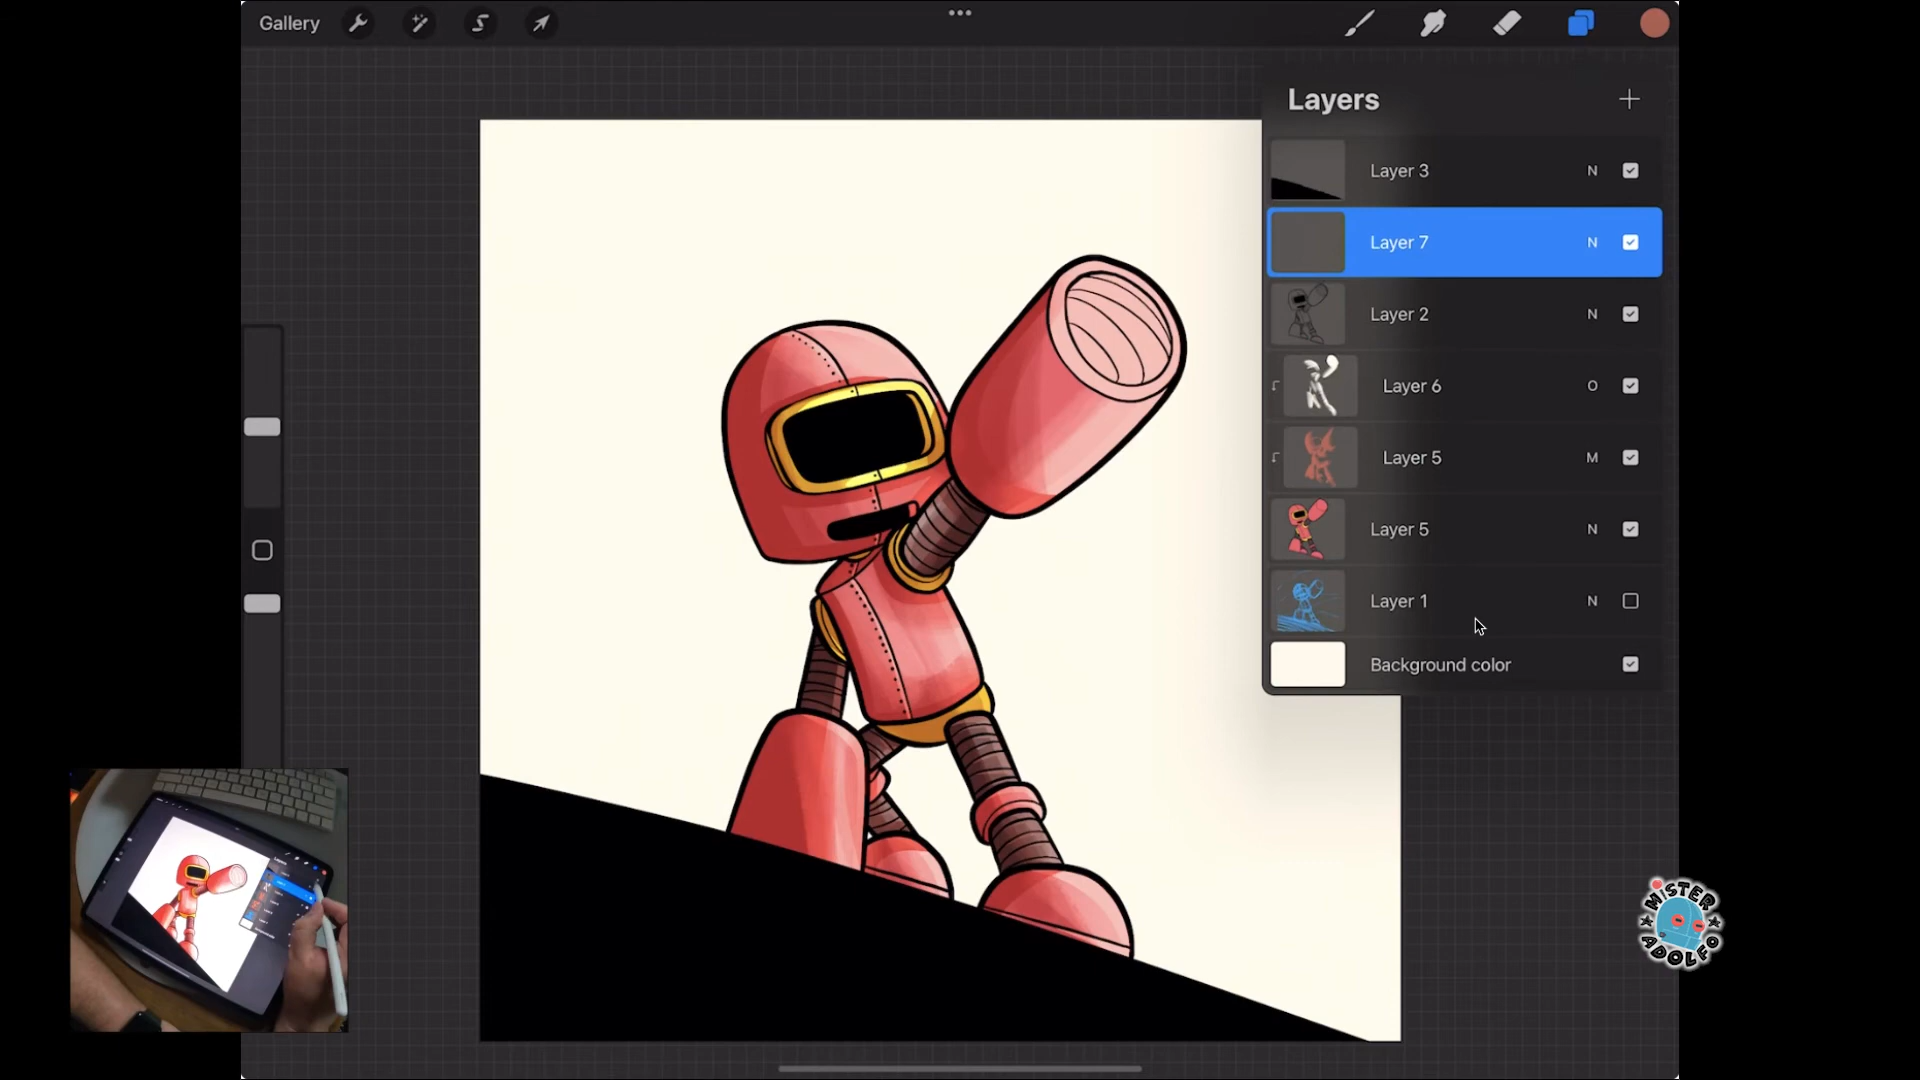 Gallery
Layers
Layer 3 N
Layer 7 N
Layer 2 N
Layer 6 O
Layer 5 M
Layer 5 N
Layer 1 N
Background color
MISTER
ADOLFO